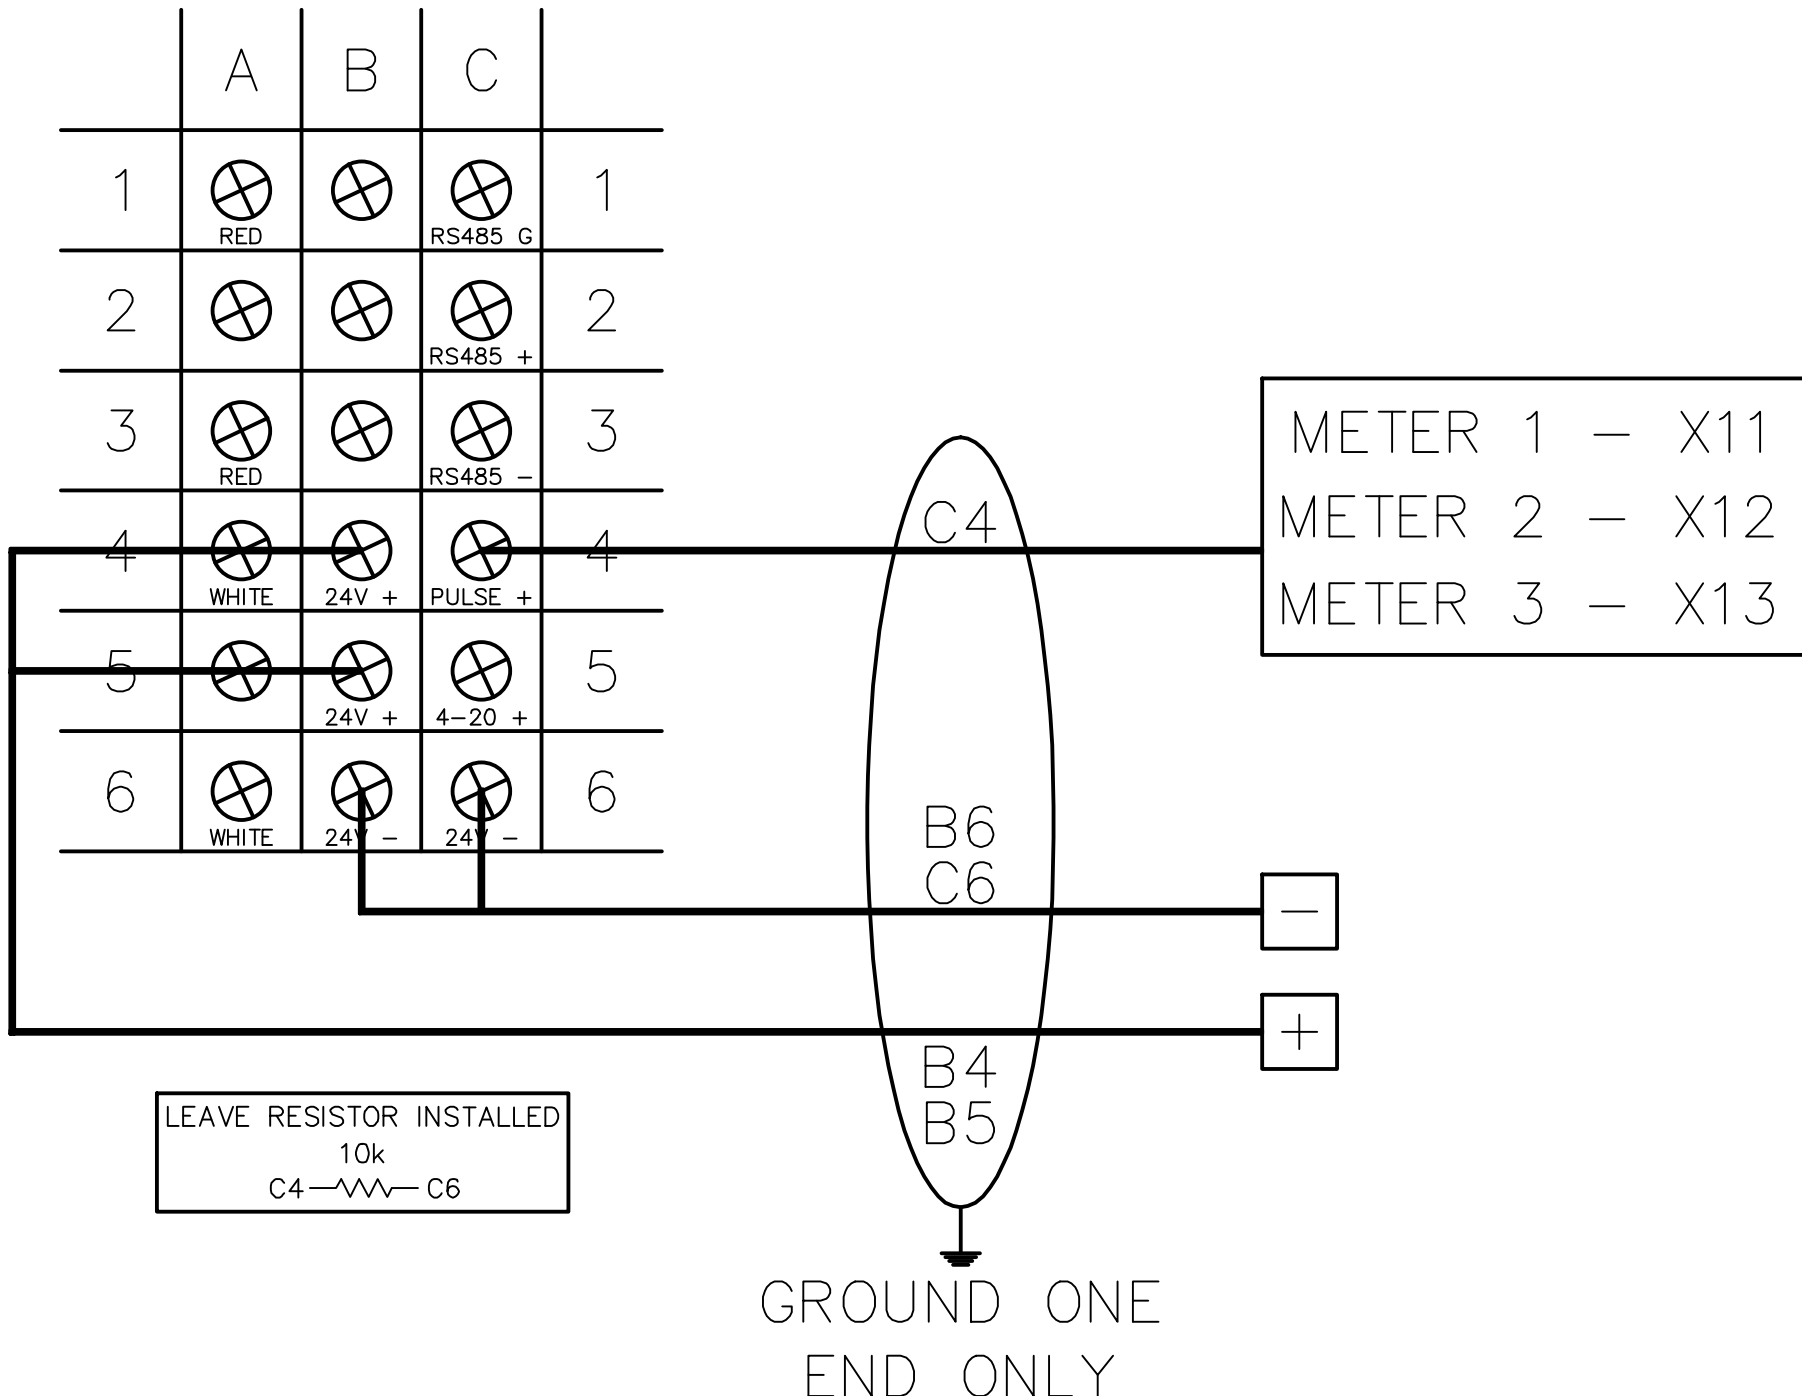 A B C
1 1
RED RS485 G
2 2
RS485 +
3 3
RED RS485 -
4 4
WHITE 24V + PULSE +
5 5
24V + 4-20 +
6 6
WHITE 24V - 24V -
C4
METER 1 - X11
METER 2 - X12
METER 3 - X13
B6
C6
-
+
B4
B5
LEAVE RESISTOR INSTALLED
10k
C4 C6
GROUND ONE
END ONLY